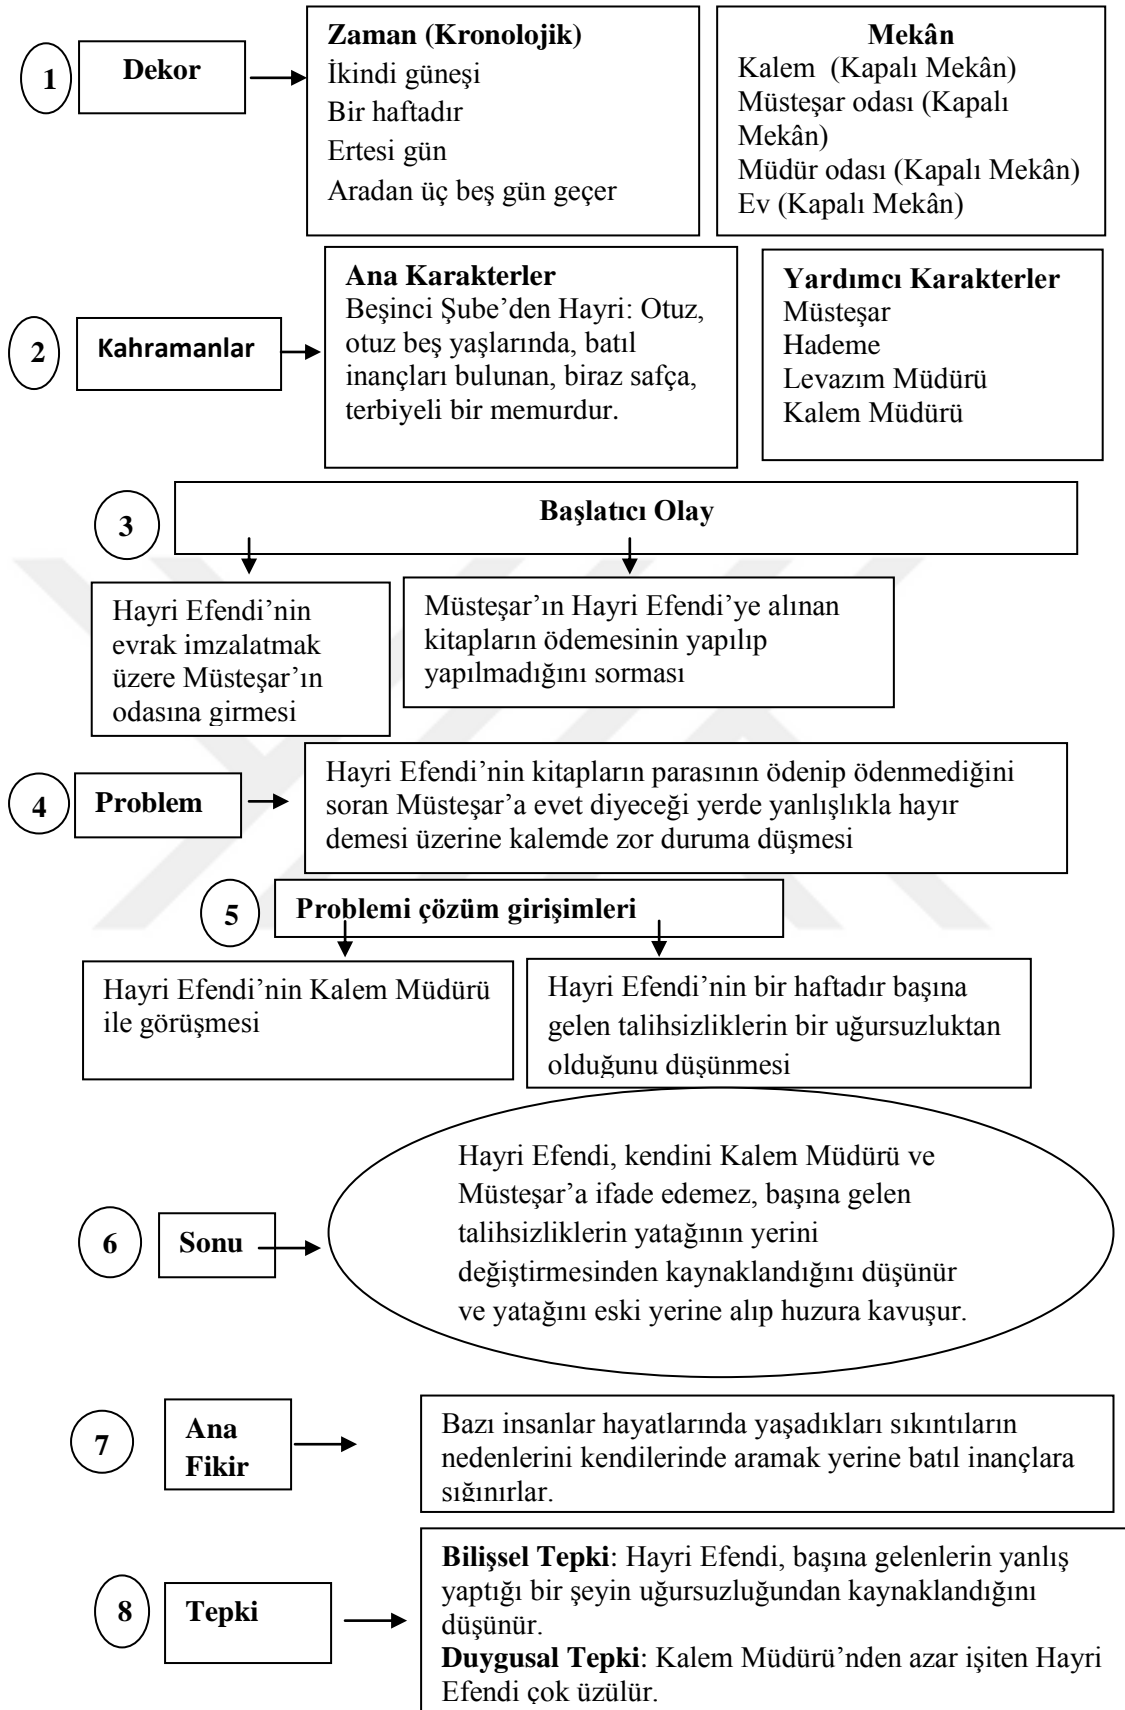 1
Dekor
Zaman (Kronolojik)
İkindi güneşi
Bir haftadır
Ertesi gün
Aradan üç beş gün geçer
Mekân
Kalem (Kapalı Mekân)
Müsteşar odası (Kapalı
Mekân)
Müdür odası (Kapalı Mekân)
Ev (Kapalı Mekân)
2
Kahramanlar
Ana Karakterler
Beşinci Şube’den Hayri: Otuz,
otuz beş yaşlarında, batıl
inançları bulunan, biraz safça,
terbiyeli bir memurdur.
Yardımcı Karakterler
Müsteşar
Hademe
Levazım Müdürü
Kalem Müdürü
3
Başlatıcı Olay
Hayri Efendi’nin
evrak imzalatmak
üzere Müsteşar’ın
odasına girmesi
Müsteşar’ın Hayri Efendi’ye alınan
kitapların ödemesinin yapılıp
yapılmadığını sorması
4
Problem
Hayri Efendi’nin kitapların parasının ödenip ödenmediğini
soran Müsteşar’a evet diyeceği yerde yanlışlıkla hayır
demesi üzerine kalemde zor duruma düşmesi
5
Problemi çözüm girişimleri
Hayri Efendi’nin Kalem Müdürü
ile görüşmesi
Hayri Efendi’nin bir haftadır başına
gelen talihsizliklerin bir uğursuzluktan
olduğunu düşünmesi
6
Sonu
Hayri Efendi, kendini Kalem Müdürü ve
Müsteşar’a ifade edemez, başına gelen
talihsizliklerin yatağının yerini
değiştirmesinden kaynaklandığını düşünür
ve yatağını eski yerine alıp huzura kavuşur.
7
Ana
Fikir
Bazı insanlar hayatlarında yaşadıkları sıkıntıların
nedenlerini kendilerinde aramak yerine batıl inançlara
sığınırlar.
8
Tepki
Bilişsel Tepki: Hayri Efendi, başına gelenlerin yanlış
yaptığı bir şeyin uğursuzluğundan kaynaklandığını
düşünür.
Duygusal Tepki: Kalem Müdürü’nden azar işiten Hayri
Efendi çok üzülür.